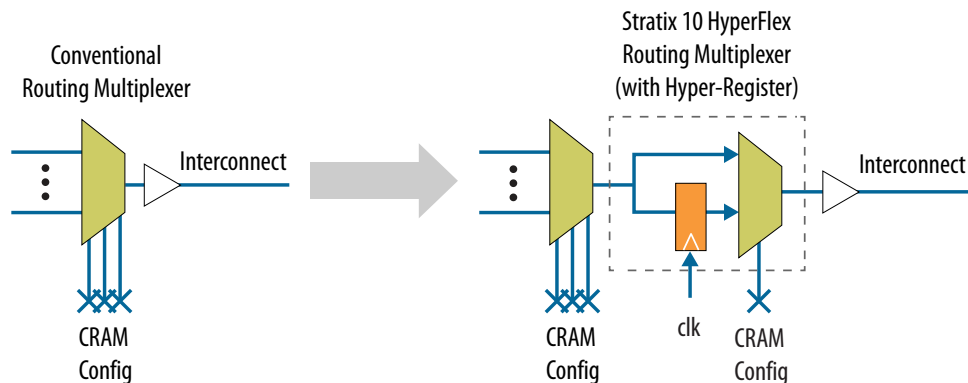 Conventional
Routing Multiplexer
Interconnect
CRAM
Config
Stratix 10 HyperFlex
Routing Multiplexer
(with Hyper-Register)
Interconnect
CRAM
Config
clk
CRAM
Config